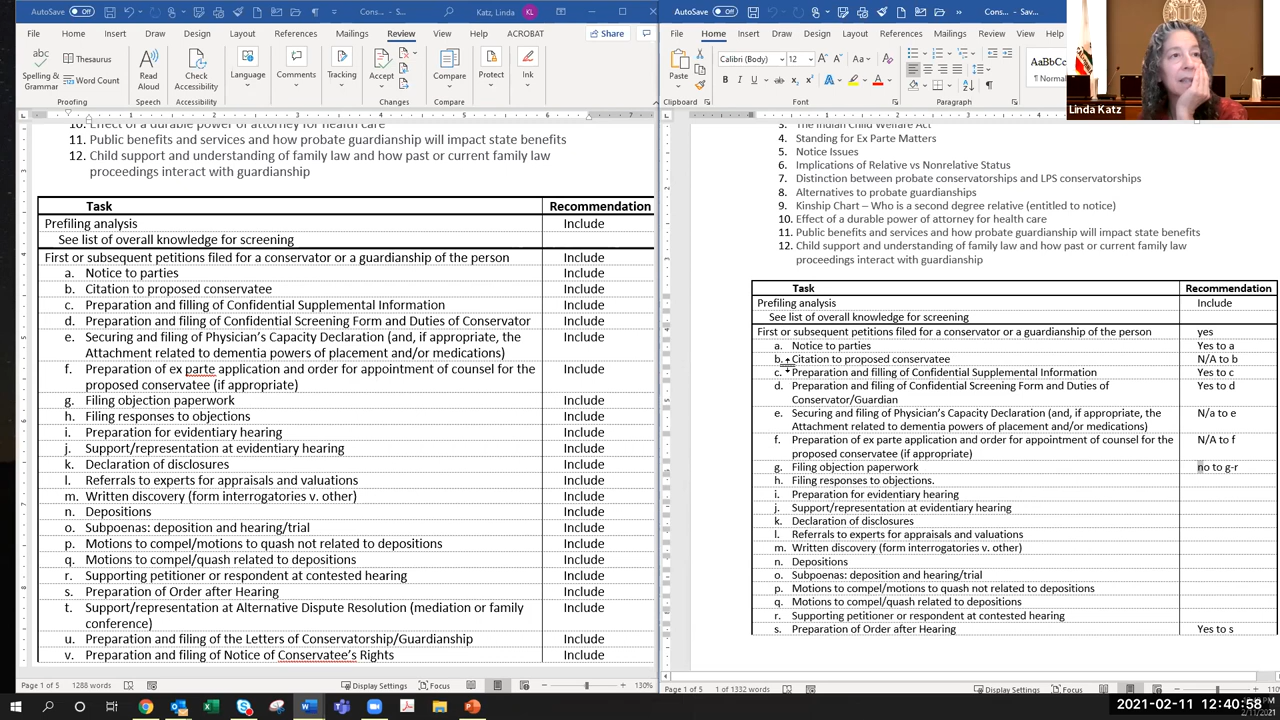 AutoSave Off Cons... - S... Katz, Linda KL
File Home Insert Draw Design Layout References Mailings Review View Help ACROBAT Share
Spelling & Grammar
Thesaurus
Word Count
Proofing
Read Aloud
Speech
Check Accessibility
Accessibility
Language
Comments
Tracking
Accept
Changes
Compare
Compare
Protect
Ink
10. Effect of a durable power of attorney for health care
11. Public benefits and services and how probate guardianship will impact state benefits
12. Child support and understanding of family law and how past or current family law
proceedings interact with guardianship
Task Recommendation
Prefiling analysis Include
See list of overall knowledge for screening
First or subsequent petitions filed for a conservator or a guardianship of the person Include
a. Notice to parties Include
b. Citation to proposed conservatee Include
c. Preparation and filling of Confidential Supplemental Information Include
d. Preparation and filing of Confidential Screening Form and Duties of Conservator Include
e. Securing and filing of Physician's Capacity Declaration (and, if appropriate, the Include
Attachment related to dementia powers of placement and/or medications)
f. Preparation of ex parte application and order for appointment of counsel for the Include
proposed conservatee (if appropriate)
g. Filing objection paperwork Include
h. Filing responses to objections Include
i. Preparation for evidentiary hearing Include
j. Support/representation at evidentiary hearing Include
k. Declaration of disclosures Include
l. Referrals to experts for appraisals and valuations Include
m. Written discovery (form interrogatories v. other) Include
n. Depositions Include
o. Subpoenas: deposition and hearing/trial Include
p. Motions to compel/motions to quash not related to depositions Include
q. Motions to compel/quash related to depositions Include
r. Supporting petitioner or respondent at contested hearing Include
s. Preparation of Order after Hearing Include
t. Support/representation at Alternative Dispute Resolution (mediation or family Include
conference)
u. Preparation and filing of the Letters of Conservatorship/Guardianship Include
v. Preparation and filing of Notice of Conservatee's Rights Include
Page 1 of 5 1288 words Display Settings Focus 130%
AutoSave Off Cons... - Sav...
File Home Insert Draw Design Layout References Mailings Review View
Paste
Clipboard
Calibri (Body) 12
Font
Paragraph
AaBbCc
¶ Normal
Linda Katz
3. The Indian Child Welfare Act
4. Standing for Ex Parte Matters
5. Notice Issues
6. Implications of Relative vs Nonrelative Status
7. Distinction between probate conservatorships and LPS conservatorships
8. Alternatives to probate guardianships
9. Kinship Chart – Who is a second degree relative (entitled to notice)
10. Effect of a durable power of attorney for health care
11. Public benefits and services and how probate guardianship will impact state benefits
12. Child support and understanding of family law and how past or current family law
proceedings interact with guardianship
Task Recommendation
Prefiling analysis Include
See list of overall knowledge for screening
First or subsequent petitions filed for a conservator or a guardianship of the person yes
a. Notice to parties Yes to a
b. Citation to proposed conservatee N/A to b
c. Preparation and filling of Confidential Supplemental Information Yes to c
d. Preparation and filing of Confidential Screening Form and Duties of Yes to d
Conservator/Guardian
e. Securing and filing of Physician's Capacity Declaration (and, if appropriate, the N/a to e
Attachment related to dementia powers of placement and/or medications)
f. Preparation of ex parte application and order for appointment of counsel for the N/A to f
proposed conservatee (if appropriate)
g. Filing objection paperwork no to g-r
h. Filing responses to objections.
i. Preparation for evidentiary hearing
j. Support/representation at evidentiary hearing
k. Declaration of disclosures
l. Referrals to experts for appraisals and valuations
m. Written discovery (form interrogatories v. other)
n. Depositions
o. Subpoenas: deposition and hearing/trial
p. Motions to compel/motions to quash not related to depositions
q. Motions to compel/quash related to depositions
r. Supporting petitioner or respondent at contested hearing
s. Preparation of Order after Hearing Yes to s
Page 1 of 5 1 of 1332 words Display Settings Focus
2021-02-11 12:40:58